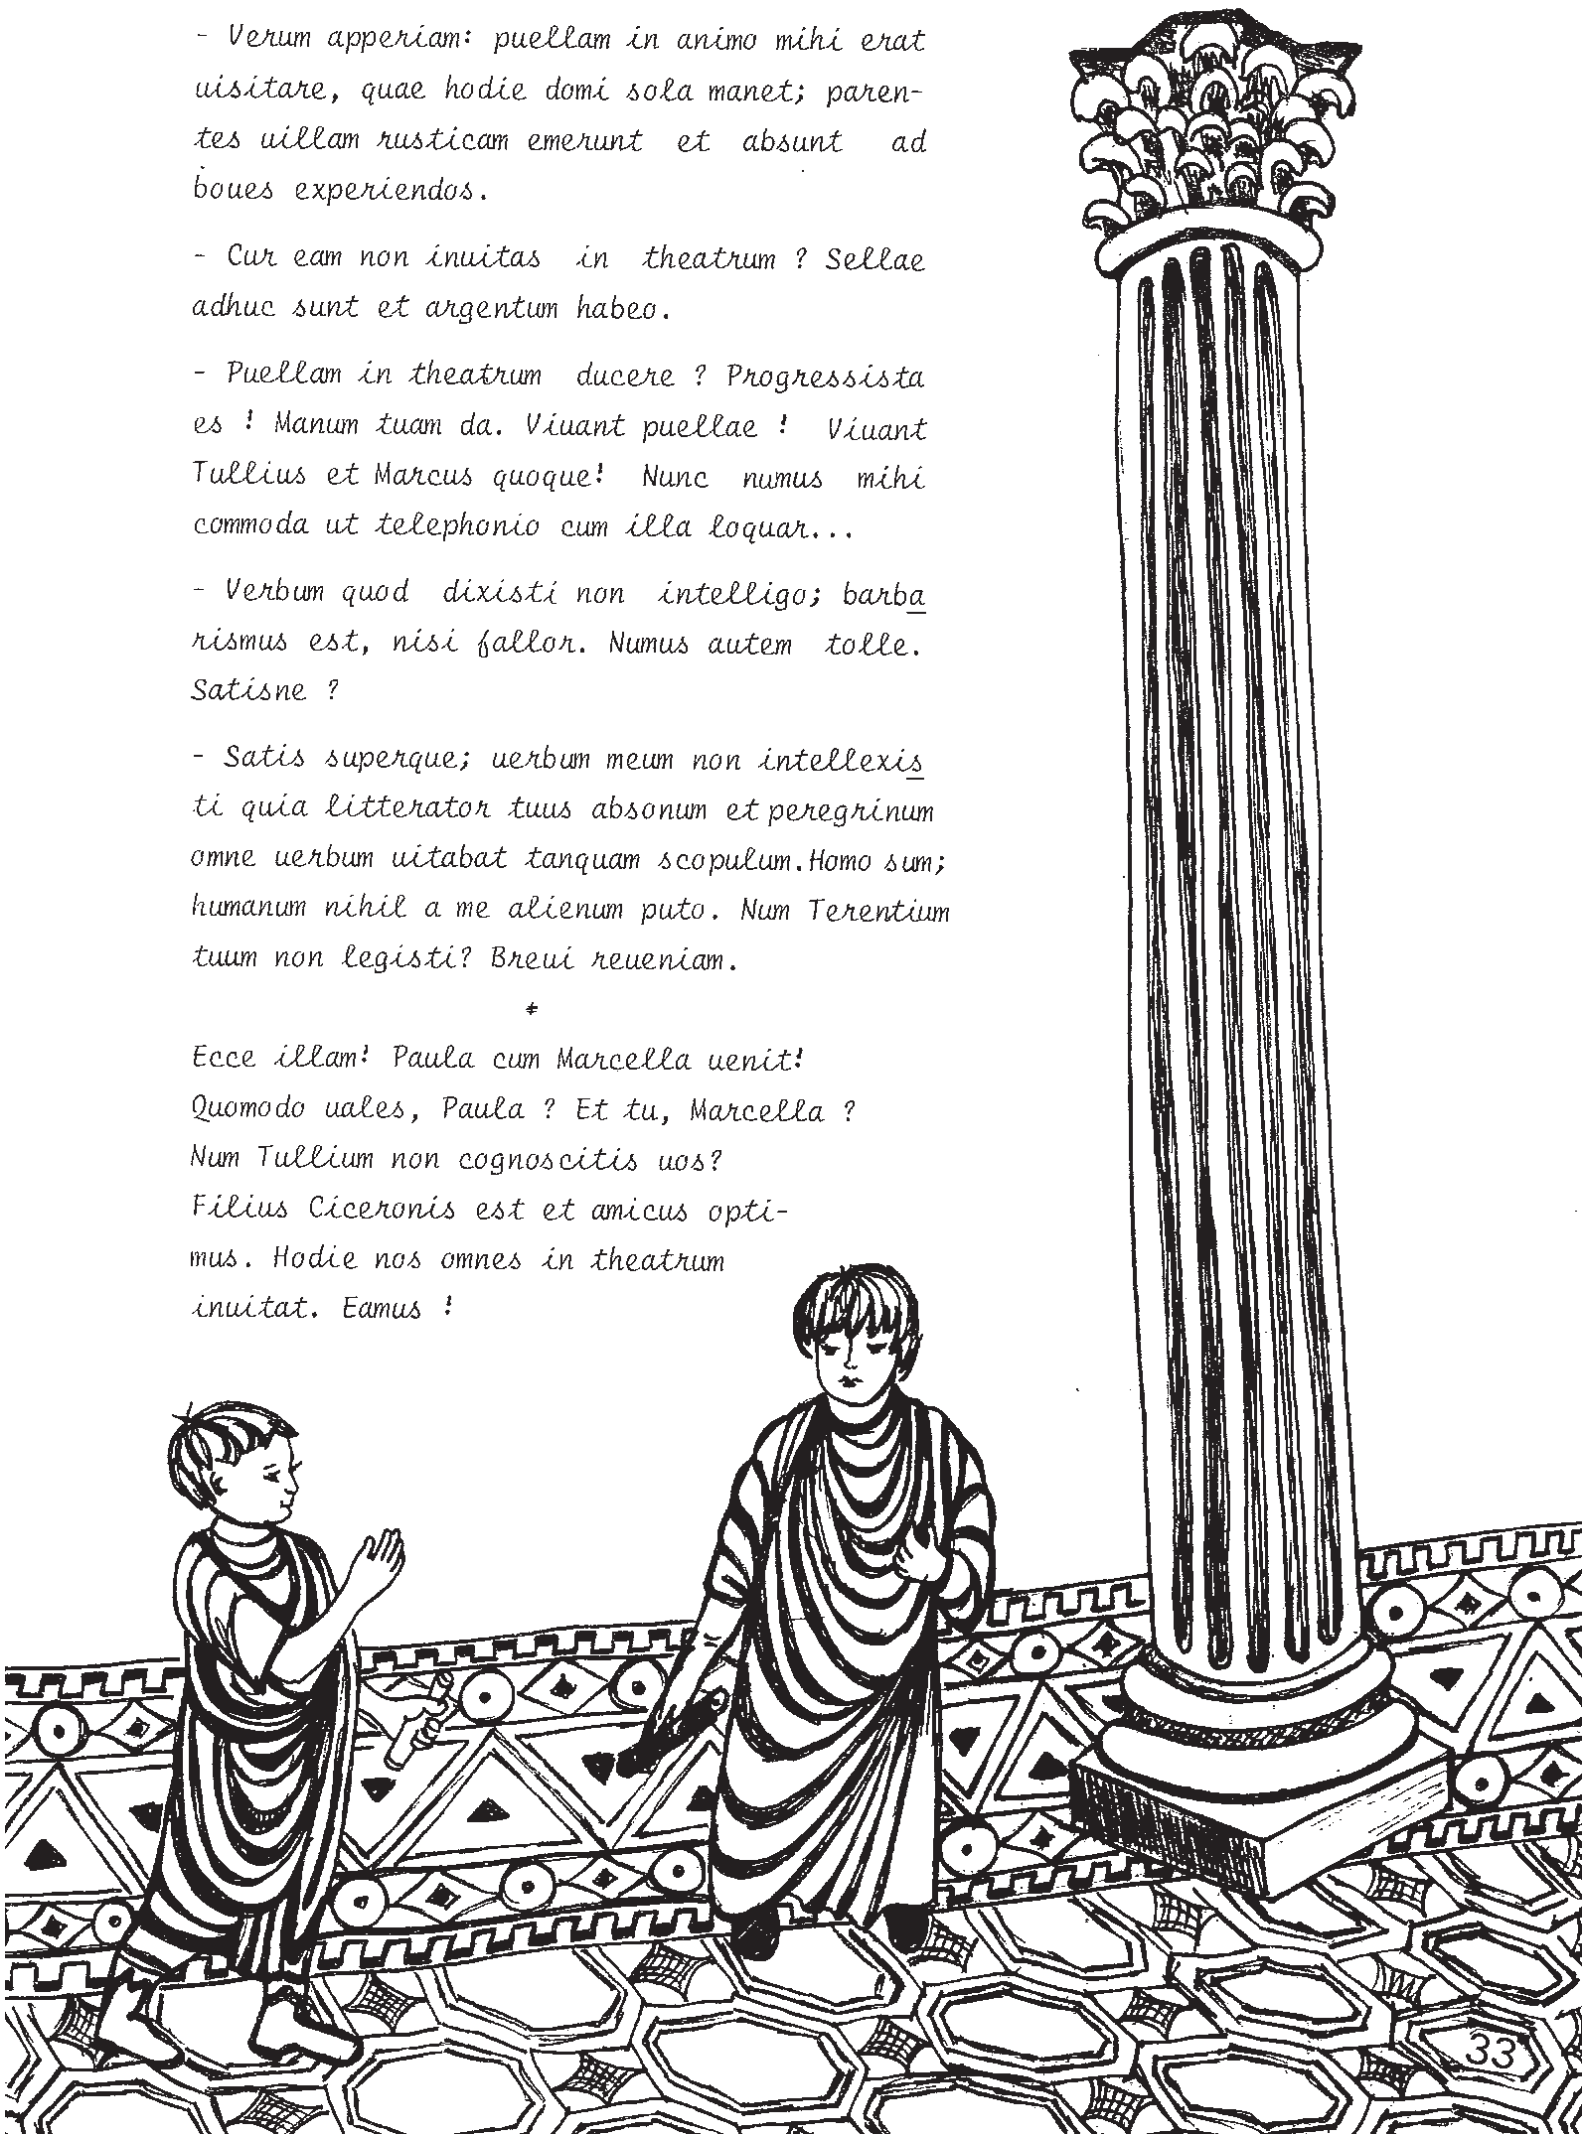 - Verum apperiam: puellam in animo mihi erat
uisitare, quae hodie domi sola manet; paren-
tes uillam rusticam emerunt et absunt ad
boues experiendos.
- Cur eam non inuitas in theatrum ? Sellae
adhuc sunt et argentum habeo.
- Puellam in theatrum ducere ? Progressista
es ! Manum tuam da. Viuant puellae ! Viuant
Tullius et Marcus quoque! Nunc numus mihi
commoda ut telephonio cum illa loquar...
- Verbum quod dixisti non intelligo; barba
rismus est, nisi fallor. Numus autem tolle.
Satisne ?
- Satis superque; uerbum meum non intellexis
ti quia litterator tuus absonum et peregrinum
omne uerbum uitabat tanquam scopulum. Homo sum;
humanum nihil a me alienum puto. Num Terentium
tuum non legisti? Breui reueniam.
*
Ecce illam! Paula cum Marcella uenit!
Quomodo uales, Paula ? Et tu, Marcella ?
Num Tullium non cognoscitis uos?
Filius Ciceronis est et amicus opti-
mus. Hodie nos omnes in theatrum
inuitat. Eamus !
33